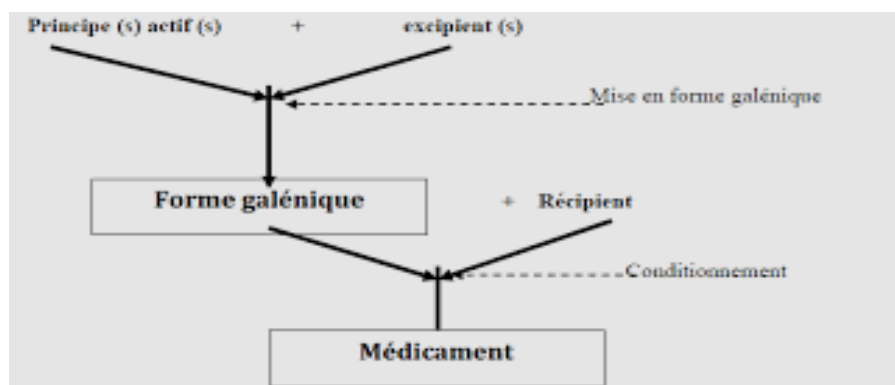 Principe (s) actif (s) + excipient (s)
Mise en forme galénique
Forme galénique + Récipient
Conditionnement
Médicament